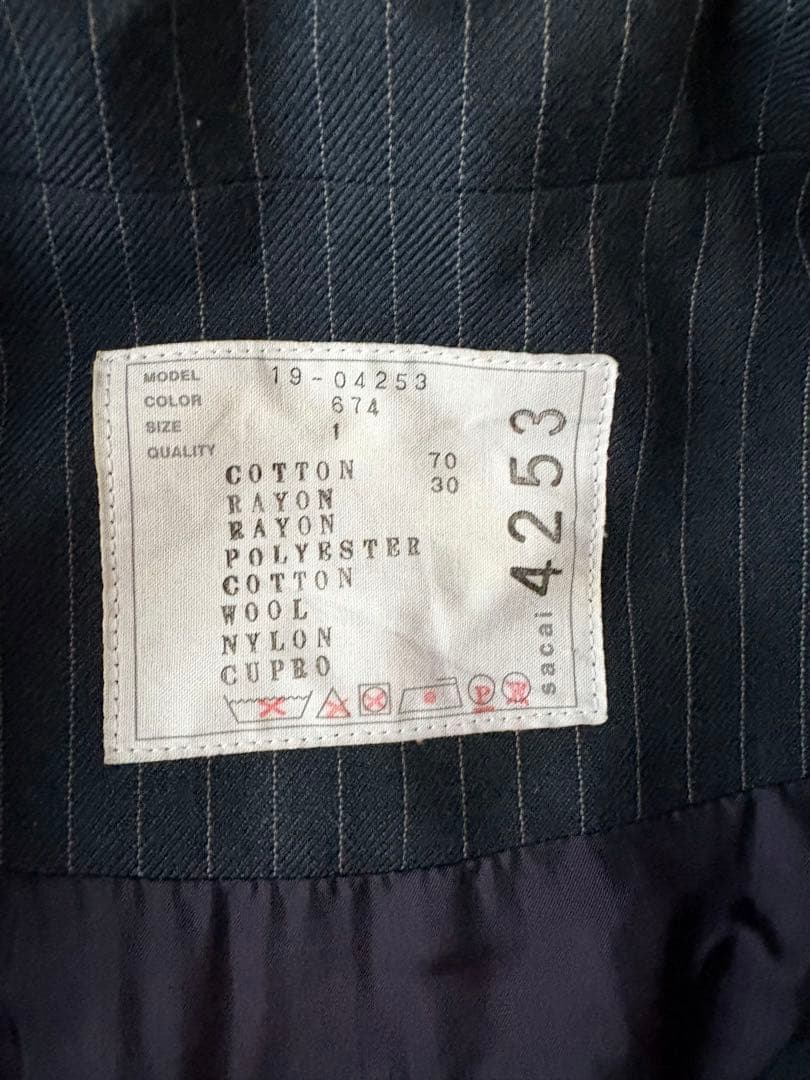 MODEL 19-04253
COLOR 674
SIZE 1
QUALITY
COTTON 70
RAYON 30
RAYON
POLYESTER
COTTON
WOOL
NYLON
CUPRO
P
sacai 4253